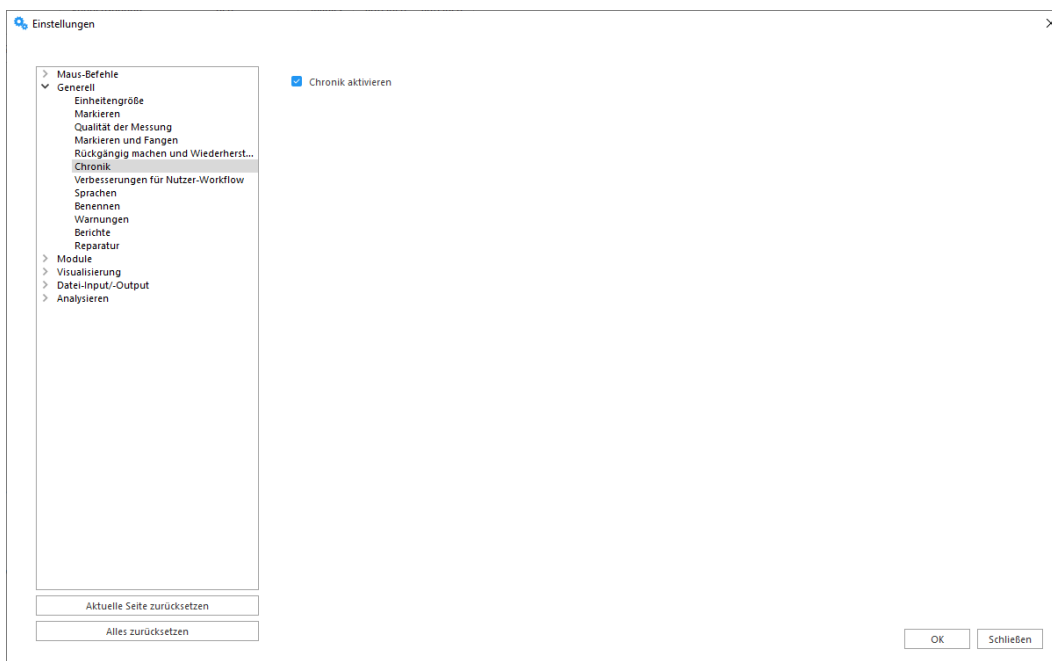 Einstellungen
Maus-Befehle
Generell
Einheitengröße
Markieren
Qualität der Messung
Markieren und Fangen
Rückgängig machen und Wiederherst...
Chronik
Verbesserungen für Nutzer-Workflow
Sprachen
Benennen
Warnungen
Berichte
Reparatur
Module
Visualisierung
Datei-Input/-Output
Analysieren
Chronik aktivieren
Aktuelle Seite zurücksetzen
Alles zurücksetzen
OK
Schließen